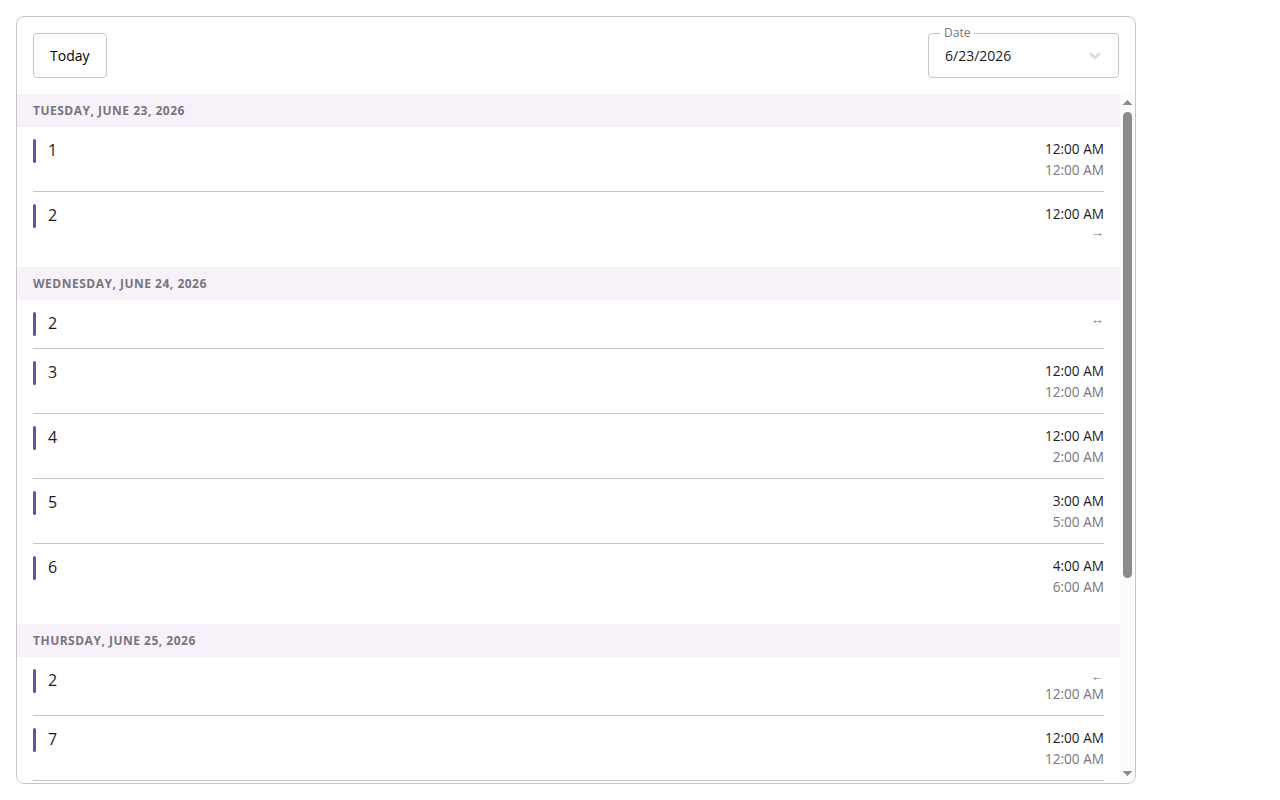 Today
Date
6/23/2026
TUESDAY, JUNE 23, 2026
1
12:00 AM
12:00 AM
2
12:00 AM
→
WEDNESDAY, JUNE 24, 2026
2
↔
3
12:00 AM
12:00 AM
4
12:00 AM
2:00 AM
5
3:00 AM
5:00 AM
6
4:00 AM
6:00 AM
THURSDAY, JUNE 25, 2026
2
←
12:00 AM
7
12:00 AM
12:00 AM